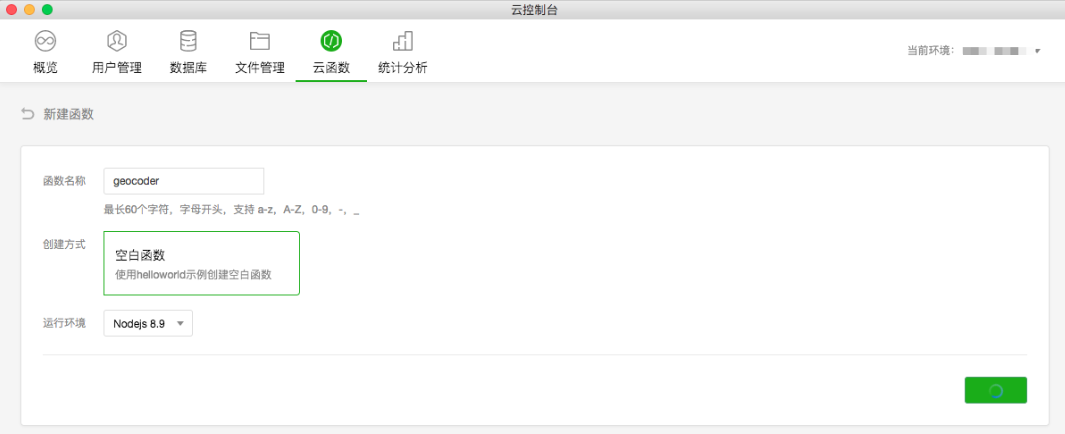 云控制台
概览
用户管理
数据库
文件管理
云函数
统计分析
当前环境:
新建函数
函数名称
geocoder
最长60个字符，字母开头，支持 a-z，A-Z，0-9，-，_
创建方式
空白函数
使用helloworld示例创建空白函数
运行环境
Nodejs 8.9